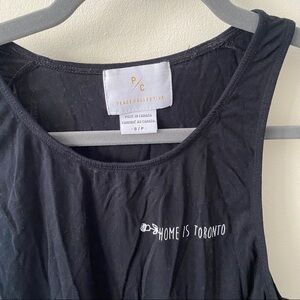 P/C
PEACE COLLECTIVE
MADE IN CANADA
FABRIQUÉ AU CANADA
S/P
HOME IS TORONTO